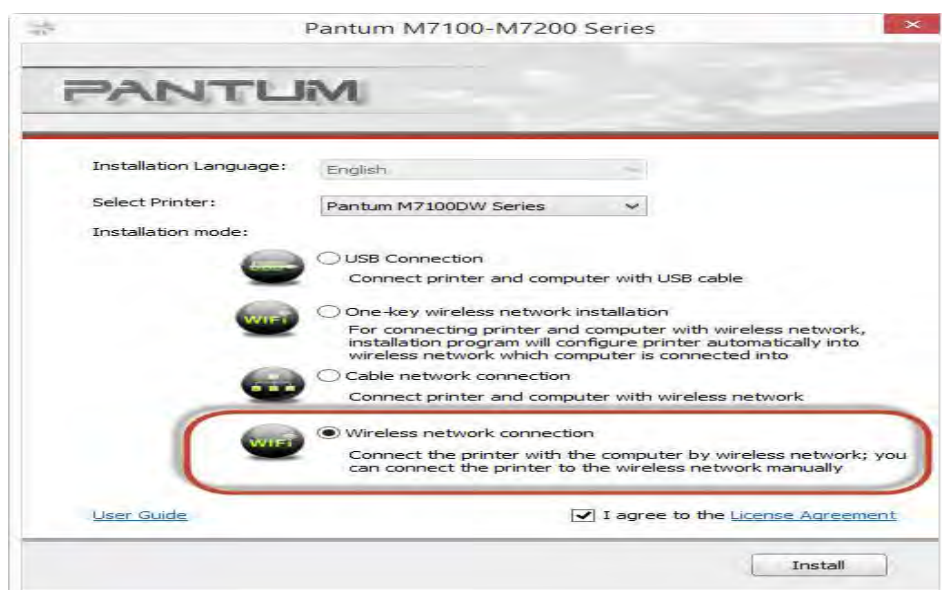 Pantum M7100-M7200 Series
PANTUM
Installation Language:
English
Select Printer:
Pantum M7100DW Series
Installation mode:
USB Connection
Connect printer and computer with USB cable
WIFI
One-key wireless network installation
For connecting printer and computer with wireless network,
installation program will configure printer automatically into
wireless network which computer is connected into
Cable network connection
Connect printer and computer with wireless network
WIFI
Wireless network connection
Connect the printer with the computer by wireless network; you
can connect the printer to the wireless network manually
User Guide
I agree to the License Agreement
Install